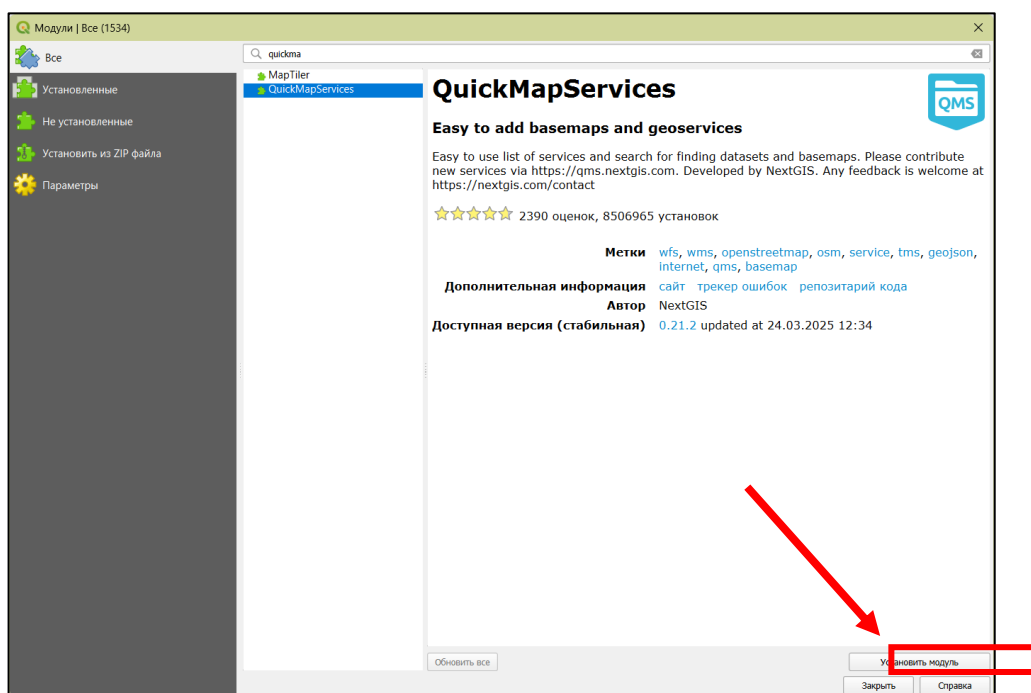 Модули | Все (1534)
Все
Установленные
Не установленные
Установить из ZIP файла
Параметры
quickma
MapTiler
QuickMapServices
QuickMapServices
QMS
Easy to add basemaps and geoservices
Easy to use list of services and search for finding datasets and basemaps. Please contribute
new services via https://qms.nextgis.com. Developed by NextGIS. Any feedback is welcome at
https://nextgis.com/contact
2390 оценок, 8506965 установок
Метки wfs, wms, openstreetmap, osm, service, tms, geojson,
internet, qms, basemap
Дополнительная информация сайт трекер ошибок репозитарий кода
Автор NextGIS
Доступная версия (стабильная) 0.21.2 updated at 24.03.2025 12:34
Обновить все
Установить модуль
Закрыть
Справка